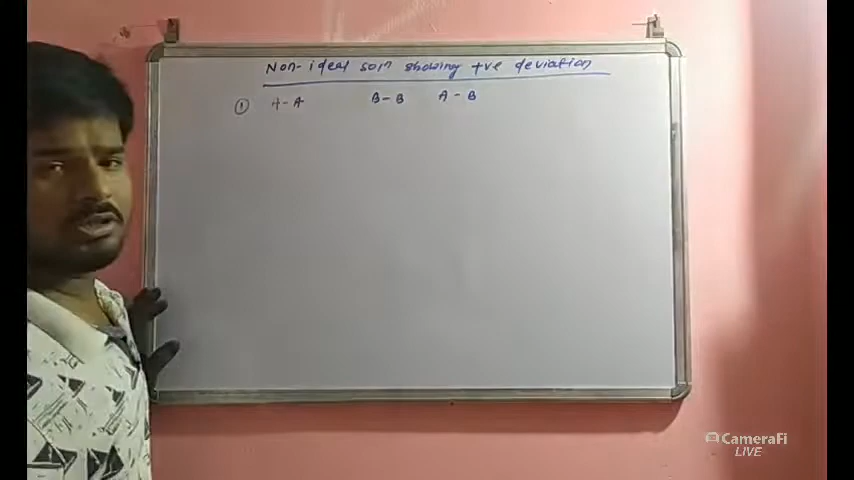 Non-ideal soln showing +ve deviation
① A-A B-B A-B
CameraFi
LIVE